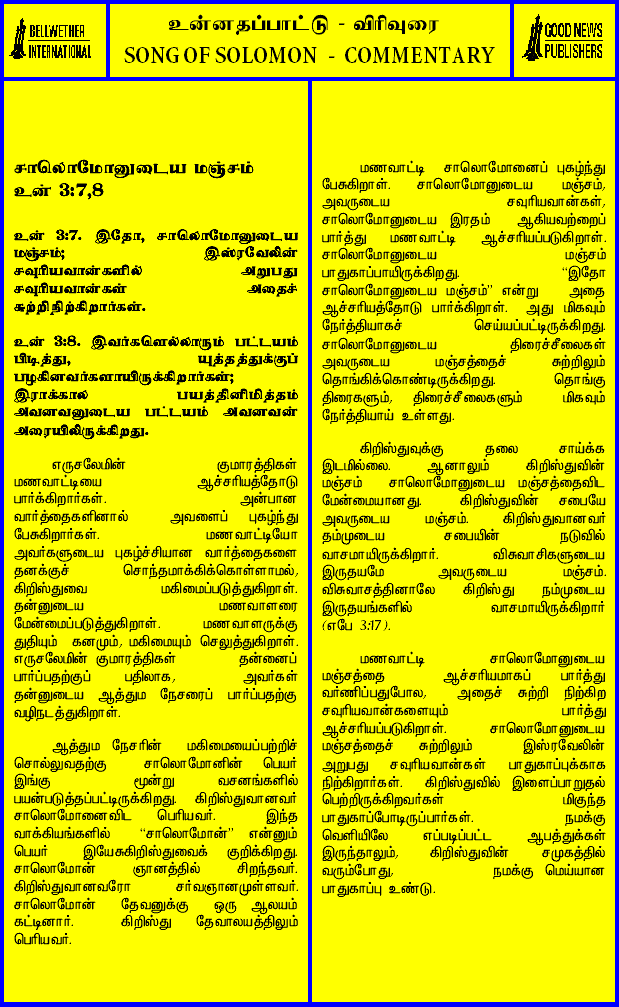 BELLWETHER
INTERNATIONAL
உன்னதப்பாட்டு - விரிவுரை
SONG OF SOLOMON - COMMENTARY
GOOD NEWS
PUBLISHERS
சாலொமோனுடைய மஞ்சம்
உன் 3:7,8
உன் 3:7. இதோ, சாலொமோனுடைய
மஞ்சம்; இஸ்ரவேலின்
சவுரியவான்களில் அறுபது
சவுரியவான்கள் அதைச்
சுற்றிநிற்கிறார்கள்.
உன் 3:8. இவர்களெல்லாரும் பட்டயம்
பிடித்து, யுத்தத்துக்குப்
பழகினவர்களாயிருக்கிறார்கள்;
இராக்கால பயத்தினிமித்தம்
அவனவனுடைய பட்டயம் அவனவன்
அரையிலிருக்கிறது.
எருசலேமின் குமாரத்திகள்
மணவாட்டியை ஆச்சரியத்தோடு
பார்க்கிறார்கள். அன்பான
வார்த்தைகளினால் அவளைப் புகழ்ந்து
பேசுகிறார்கள். மணவாட்டியோ
அவர்களுடைய புகழ்ச்சியான வார்த்தைகளை
தனக்குச் சொந்தமாக்கிக்கொள்ளாமல்,
கிறிஸ்துவை மகிமைப்படுத்துகிறாள்.
தன்னுடைய மணவாளரை
மேன்மைப்படுத்துகிறாள். மணவாளருக்கு
துதியும் கனமும், மகிமையும் செலுத்துகிறாள்.
எருசலேமின் குமாரத்திகள் தன்னைப்
பார்ப்பதற்குப் பதிலாக, அவர்கள்
தன்னுடைய ஆத்தும நேசரைப் பார்ப்பதற்கு
வழிநடத்துகிறாள்.
ஆத்தும நேசரின் மகிமையைப்பற்றிச்
சொல்லுவதற்கு சாலொமோனின் பெயர்
இங்கு மூன்று வசனங்களில்
பயன்படுத்தப்பட்டிருக்கிறது. கிறிஸ்துவானவர்
சாலொமோனைவிட பெரியவர். இந்த
வாக்கியங்களில் “சாலொமோன்” என்னும்
பெயர் இயேசுகிறிஸ்துவைக் குறிக்கிறது.
சாலொமோன் ஞானத்தில் சிறந்தவர்.
கிறிஸ்துவானவரோ சர்வஞானமுள்ளவர்.
சாலொமோன் தேவனுக்கு ஒரு ஆலயம்
கட்டினார். கிறிஸ்து தேவாலயத்திலும்
பெரியவர்.
மணவாட்டி சாலொமோனைப் புகழ்ந்து
பேசுகிறாள். சாலொமோனுடைய மஞ்சம்,
அவருடைய சவுரியவான்கள்,
சாலொமோனுடைய இரதம் ஆகியவற்றைப்
பார்த்து மணவாட்டி ஆச்சரியப்படுகிறாள்.
சாலொமோனுடைய மஞ்சம்
பாதுகாப்பாயிருக்கிறது. “இதோ
சாலொமோனுடைய மஞ்சம்” என்று அதை
ஆச்சரியத்தோடு பார்க்கிறாள். அது மிகவும்
நேர்த்தியாகச் செய்யப்பட்டிருக்கிறது.
சாலொமோனுடைய திரைச்சீலைகள்
அவருடைய மஞ்சத்தைச் சுற்றிலும்
தொங்கிக்கொண்டிருக்கிறது. தொங்கு
திரைகளும், திரைச்சீலைகளும் மிகவும்
நேர்த்தியாய் உள்ளது.
கிறிஸ்துவுக்கு தலை சாய்க்க
இடமில்லை. ஆனாலும் கிறிஸ்துவின்
மஞ்சம் சாலொமோனுடைய மஞ்சத்தைவிட
மேன்மையானது. கிறிஸ்துவின் சபையே
அவருடைய மஞ்சம். கிறிஸ்துவானவர்
தம்முடைய சபையின் நடுவில்
வாசமாயிருக்கிறார். விசுவாசிகளுடைய
இருதயமே அவருடைய மஞ்சம்.
விசுவாசத்தினாலே கிறிஸ்து நம்முடைய
இருதயங்களில் வாசமாயிருக்கிறார்
(எபே 3:17).
மணவாட்டி சாலொமோனுடைய
மஞ்சத்தை ஆச்சரியமாகப் பார்த்து
வர்ணிப்பதுபோல, அதைச் சுற்றி நிற்கிற
சவுரியவான்களையும் பார்த்து
ஆச்சரியப்படுகிறாள். சாலொமோனுடைய
மஞ்சத்தைச் சுற்றிலும் இஸ்ரவேலின்
அறுபது சவுரியவான்கள் பாதுகாப்புக்காக
நிற்கிறார்கள். கிறிஸ்துவில் இளைப்பாறுதல்
பெற்றிருக்கிறவர்கள் மிகுந்த
பாதுகாப்போடிருப்பார்கள். நமக்கு
வெளியிலே எப்படிப்பட்ட ஆபத்துக்கள்
இருந்தாலும், கிறிஸ்துவின் சமுகத்தில்
வரும்போது, நமக்கு மெய்யான
பாதுகாப்பு உண்டு.